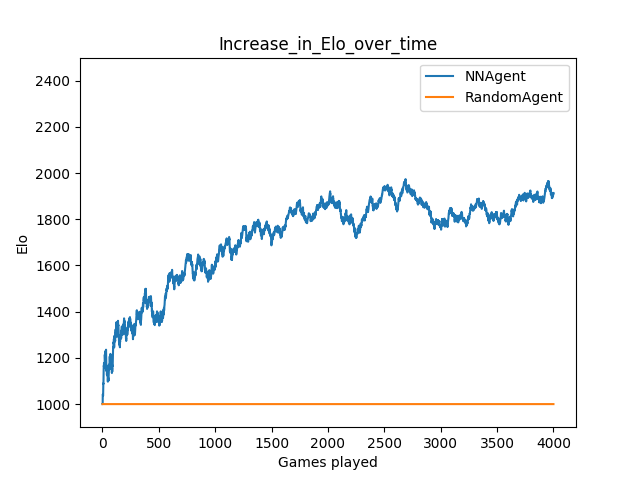 Increase_in_Elo_over_time
NNAgent
RandomAgent
2400
2200
2000
1800
1600
1400
1200
1000
Elo
0 500 1000 1500 2000 2500 3000 3500 4000
Games played